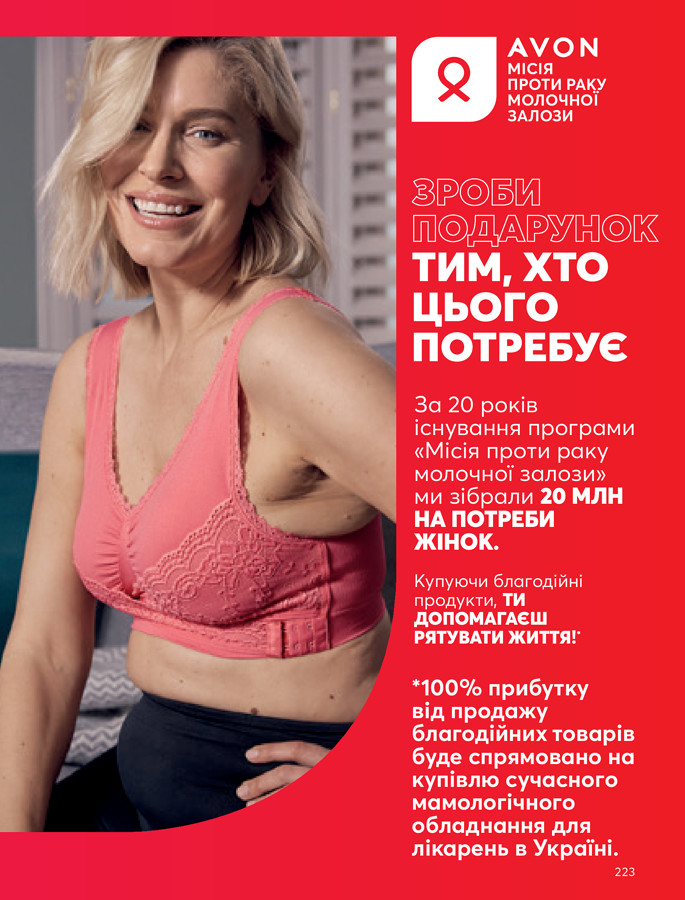 AVON
МІСІЯ
ПРОТИ РАКУ
МОЛОЧНОЇ
ЗАЛОЗИ
ЗРОБИ
ПОДАРУНОК
ТИМ, ХТО
ЦЬОГО
ПОТРЕБУЄ
За 20 років
існування програми
«Місія проти раку
молочної залози»
ми зібрали 20 МЛН
НА ПОТРЕБИ
ЖІНОК.
Купуючи благодійні
продукти, ТИ
ДОПОМАГАЄШ
РЯТУВАТИ ЖИТТЯ!*
*100% прибутку
від продажу
благодійних товарів
буде спрямовано на
купівлю сучасного
мамологічного
обладнання для
лікарень в Україні.
223